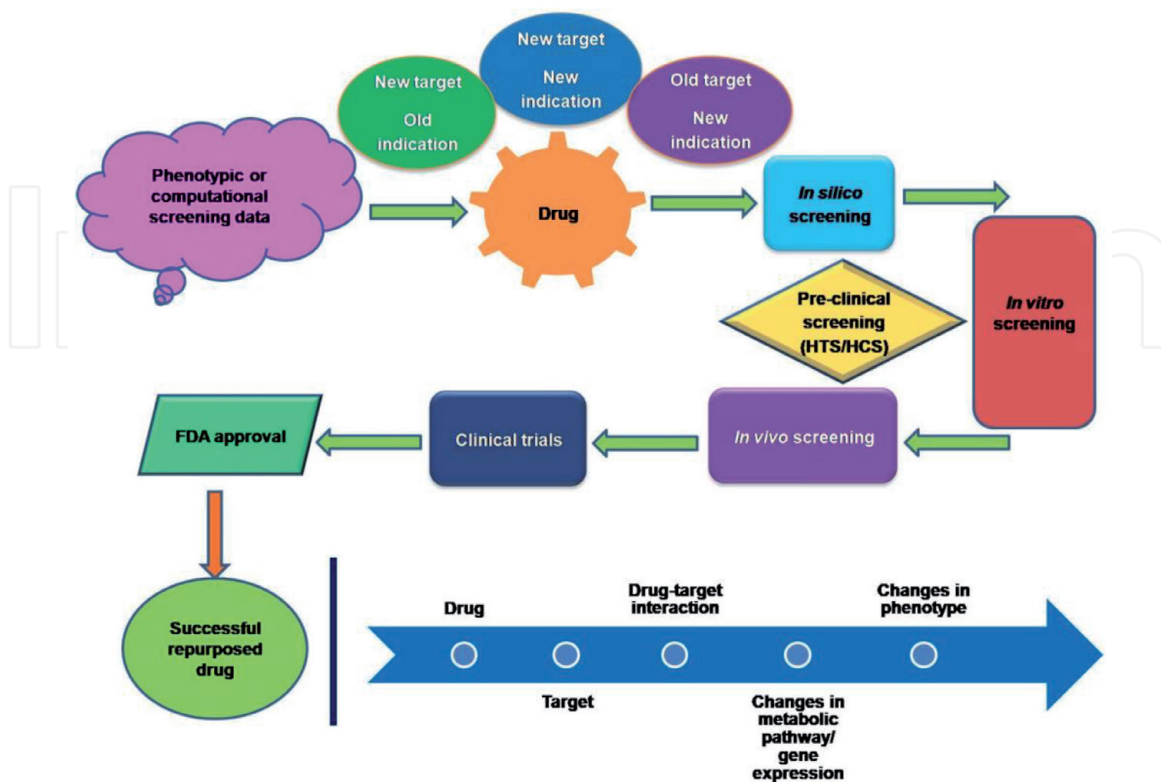 New target
New
indication
New target
Old
indication
Old target
New
indication
Phenotypic or
computational
screening data
Drug
In silico
screening
Pre-clinical
screening
(HTS/HCS)
In vitro
screening
FDA approval
Clinical trials
In vivo screening
Successful
repurposed
drug
Drug
Target
Drug-target
interaction
Changes in
metabolic
pathway/
gene
expression
Changes in
phenotype